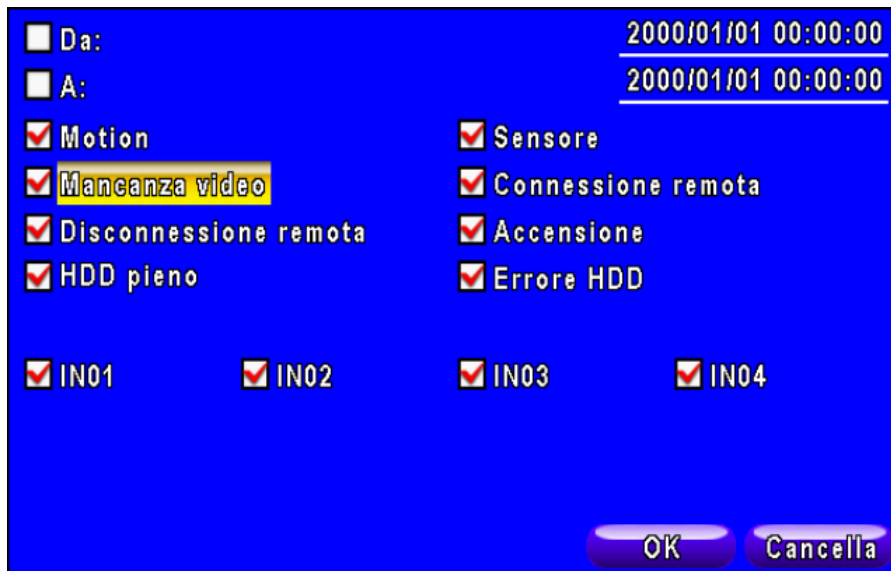 Da: 2000/01/01 00:00:00
A: 2000/01/01 00:00:00
Motion Sensore
Mancanza video Connessione remota
Disconnessione remota Accensione
HDD pieno Errore HDD
IN01 IN02 IN03 IN04
OK Cancella